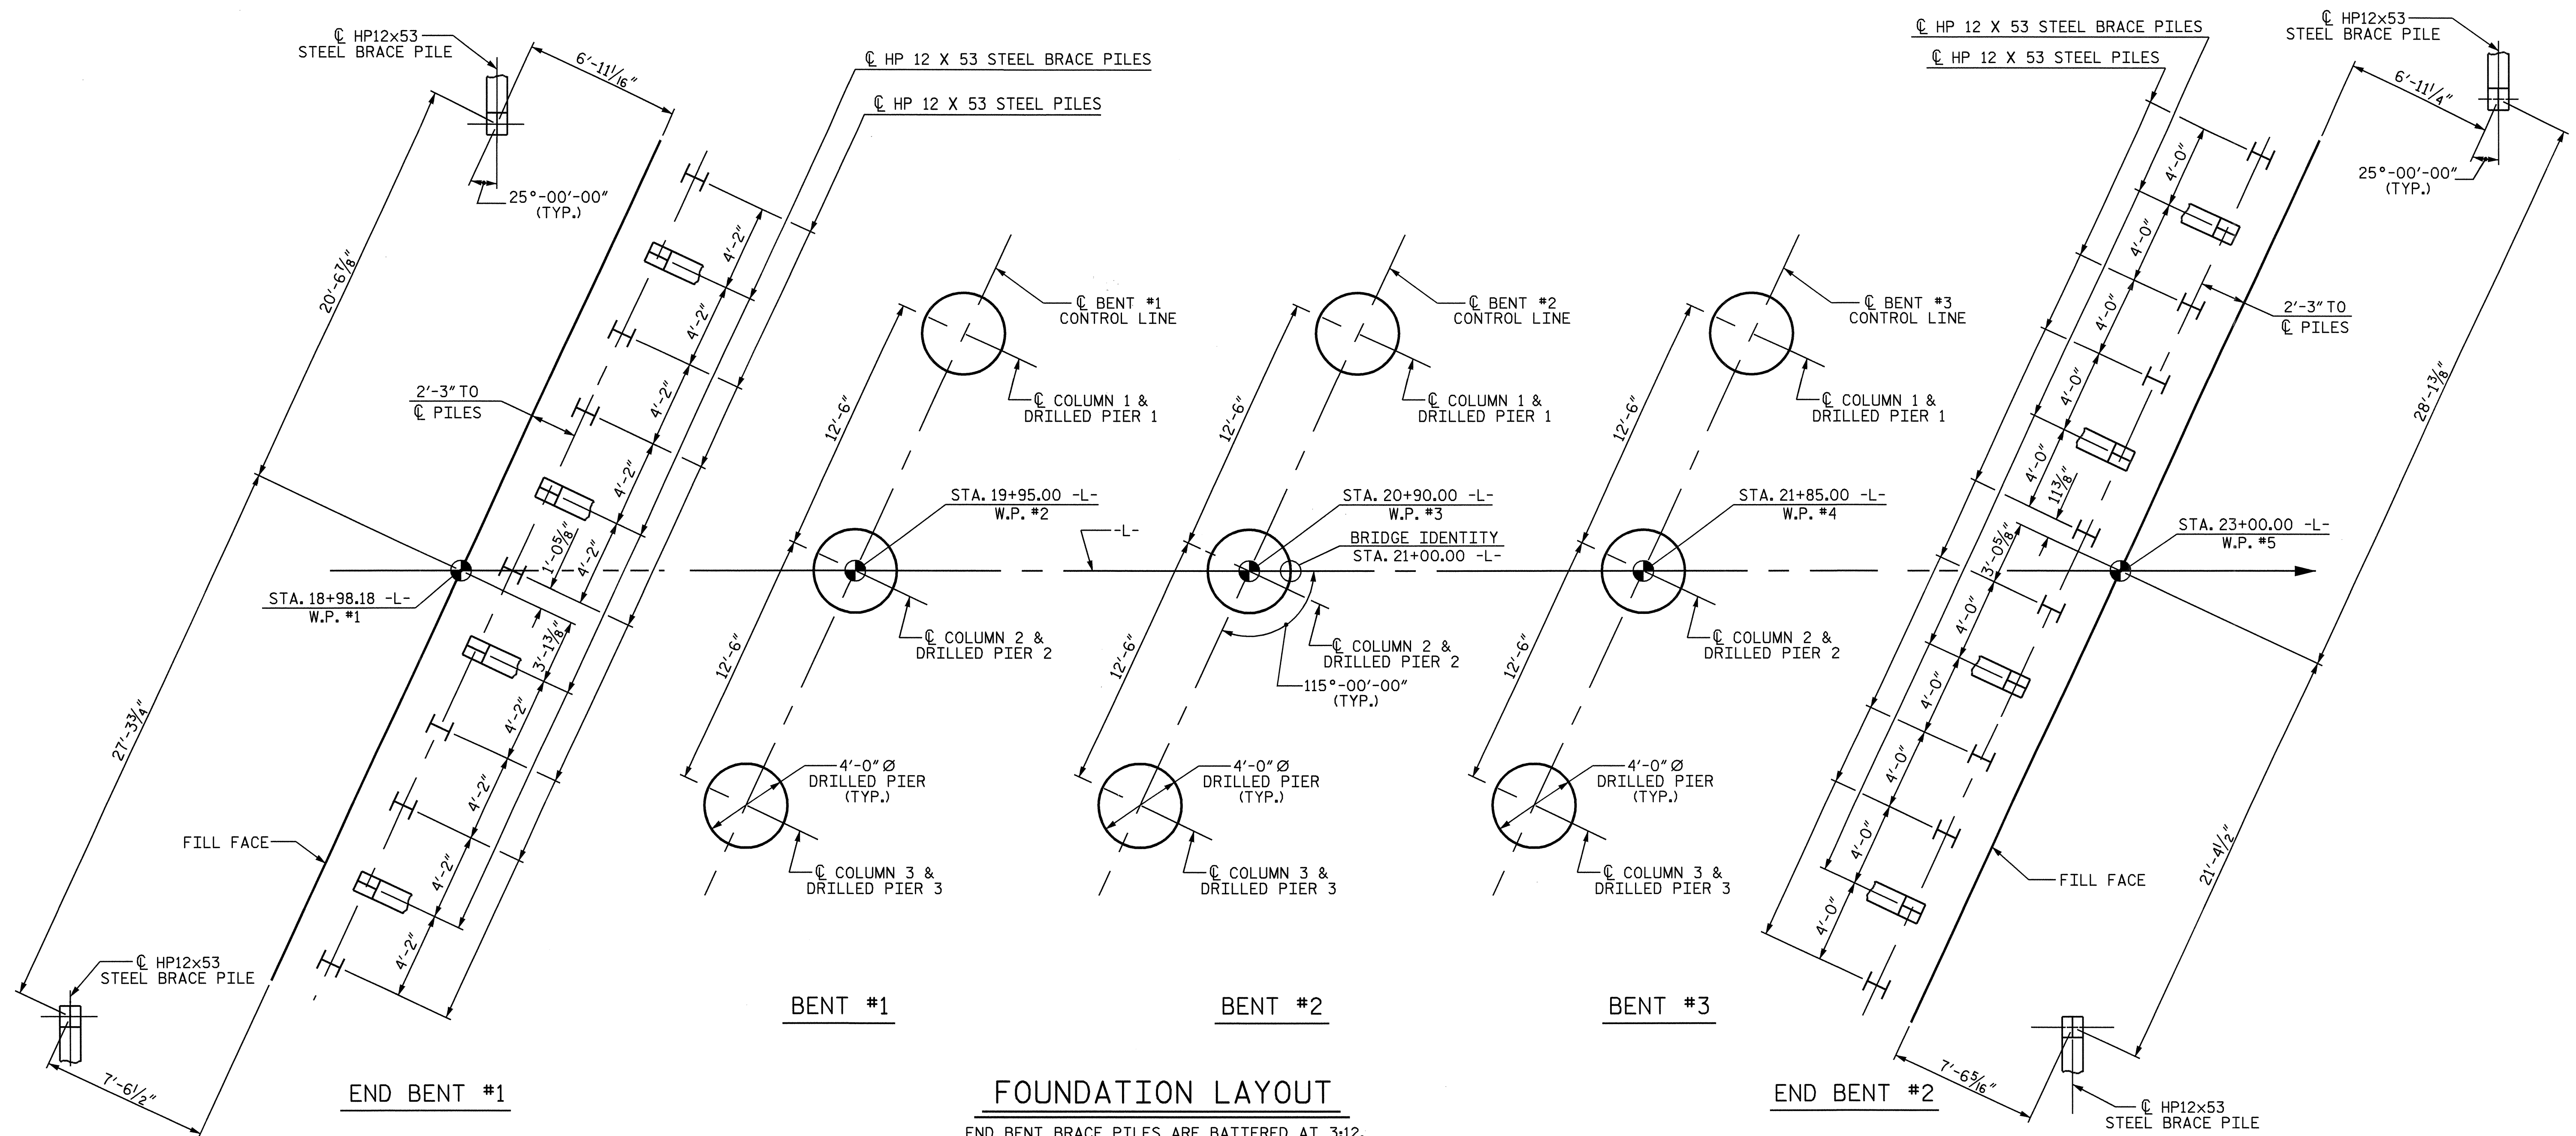 ℄ HP12x53
STEEL BRACE PILE
6'-11 1/16"
℄ HP 12 X 53 STEEL BRACE PILES
℄ HP 12 X 53 STEEL PILES
25°-00'-00"
(TYP.)
20'-6 7/8"
4'-2"
4'-2"
4'-2"
4'-2"
4'-2"
1'-0 5/8"
2'-3" TO
℄ PILES
STA. 18+98.18 -L-
W.P. #1
3'-1 3/8"
4'-2"
4'-2"
4'-2"
4'-2"
27'-3 3/4"
FILL FACE
℄ HP12x53
STEEL BRACE PILE
7'-6 1/2"
END BENT #1
℄ BENT #1
CONTROL LINE
℄ COLUMN 1 &
DRILLED PIER 1
12'-6"
STA. 19+95.00 -L-
W.P. #2
℄ COLUMN 2 &
DRILLED PIER 2
12'-6"
4'-0" Ø
DRILLED PIER
(TYP.)
℄ COLUMN 3 &
DRILLED PIER 3
BENT #1
℄ BENT #2
CONTROL LINE
℄ COLUMN 1 &
DRILLED PIER 1
12'-6"
-L-
STA. 20+90.00 -L-
W.P. #3
BRIDGE IDENTITY
STA. 21+00.00 -L-
℄ COLUMN 2 &
DRILLED PIER 2
115°-00'-00"
(TYP.)
12'-6"
4'-0" Ø
DRILLED PIER
(TYP.)
℄ COLUMN 3 &
DRILLED PIER 3
BENT #2
℄ BENT #3
CONTROL LINE
℄ COLUMN 1 &
DRILLED PIER 1
12'-6"
STA. 21+85.00 -L-
W.P. #4
℄ COLUMN 2 &
DRILLED PIER 2
12'-6"
4'-0" Ø
DRILLED PIER
(TYP.)
℄ COLUMN 3 &
DRILLED PIER 3
BENT #3
℄ HP 12 X 53 STEEL BRACE PILES
℄ HP 12 X 53 STEEL PILES
℄ HP12x53
STEEL BRACE PILE
6'-11 1/4"
25°-00'-00"
(TYP.)
4'-0"
4'-0"
4'-0"
4'-0"
4'-0"
11 3/8"
2'-3" TO
℄ PILES
28'-1 3/8"
STA. 23+00.00 -L-
W.P. #5
3'-0 5/8"
4'-0"
4'-0"
4'-0"
4'-0"
4'-0"
FILL FACE
21'-4 1/2"
7'-6 5/16"
℄ HP12x53
STEEL BRACE PILE
END BENT #2
FOUNDATION LAYOUT
END BENT BRACE PILES ARE BATTERED AT 3:12.